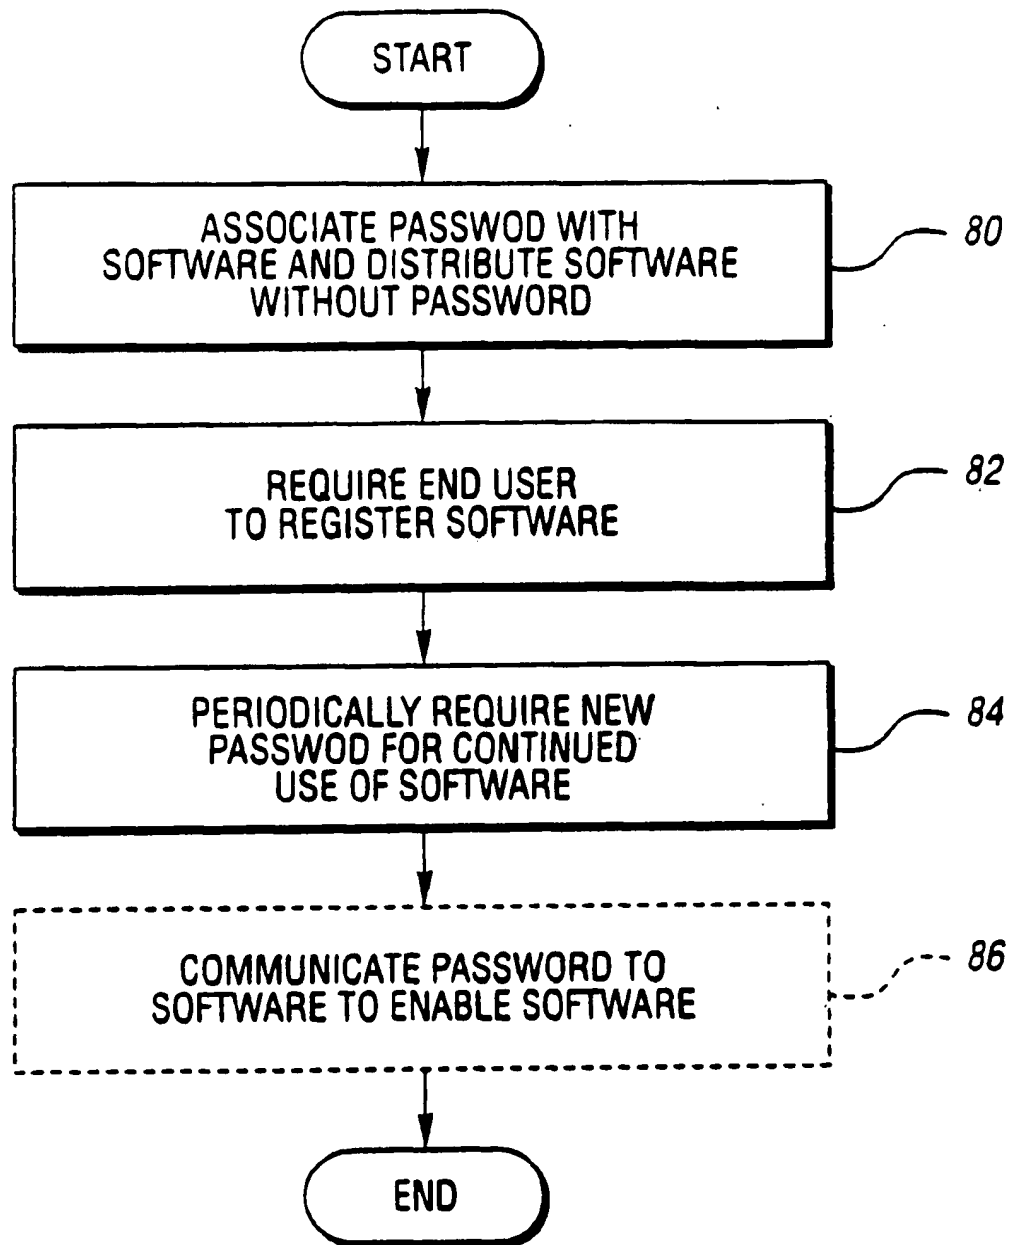 START
ASSOCIATE PASSWOD WITH
SOFTWARE AND DISTRIBUTE SOFTWARE
WITHOUT PASSWORD
80
REQUIRE END USER
TO REGISTER SOFTWARE
82
PERIODICALLY REQUIRE NEW
PASSWOD FOR CONTINUED
USE OF SOFTWARE
84
COMMUNICATE PASSWORD TO
SOFTWARE TO ENABLE SOFTWARE
86
END